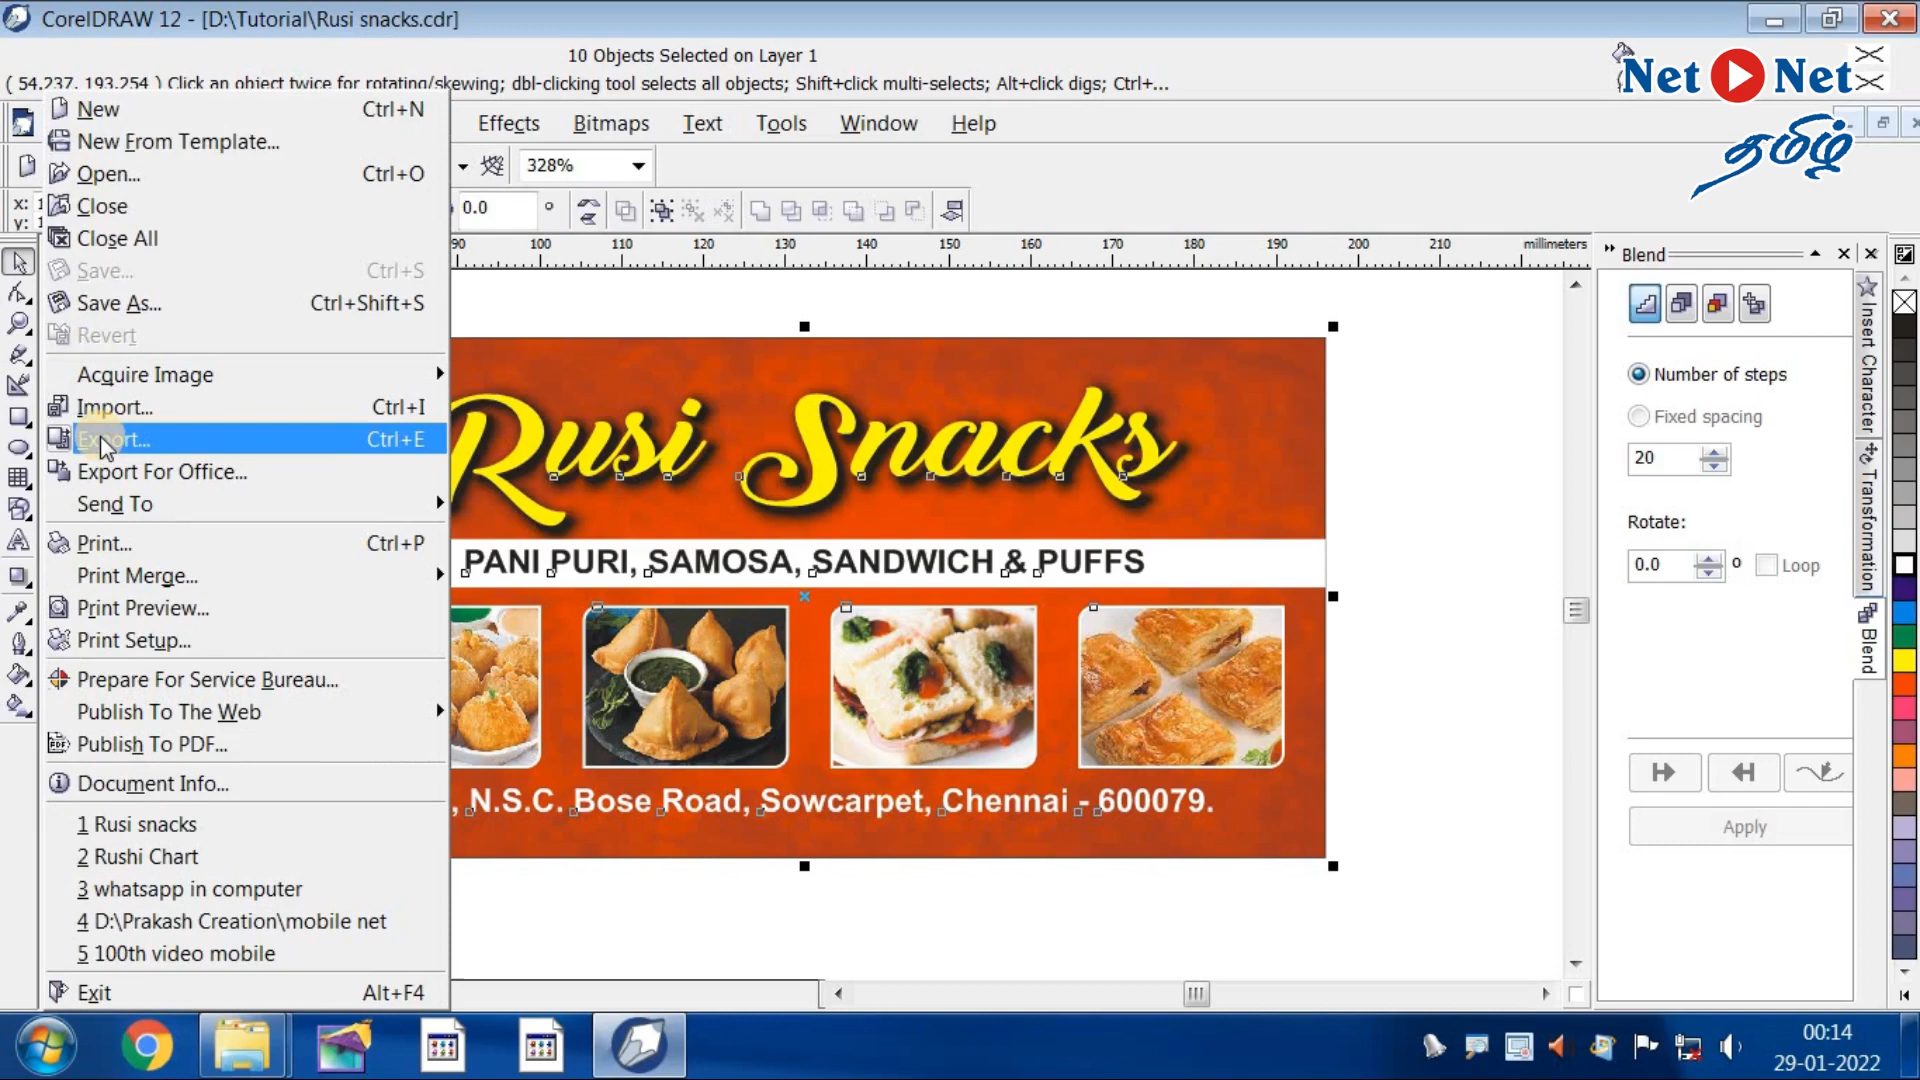 CorelDRAW 12 - [D:\Tutorial\Rusi snacks.cdr]
10 Objects Selected on Layer 1
( 54.237, 193.254 ) Click an object twice for rotating/skewing; dbl-clicking tool selects all objects; Shift+click multi-selects; Alt+click digs; Ctrl+...
Net Net
தமிழ்
Effects Bitmaps Text Tools Window Help
328%
x: 1
y: 1
0.0 °
New Ctrl+N
New From Template...
Open... Ctrl+O
Close
Close All
Save... Ctrl+S
Save As... Ctrl+Shift+S
Revert
Acquire Image
Import... Ctrl+I
Export... Ctrl+E
Export For Office...
Send To
Print... Ctrl+P
Print Merge...
Print Preview...
Print Setup...
Prepare For Service Bureau...
Publish To The Web
Publish To PDF...
Document Info...
1 Rusi snacks
2 Rushi Chart
3 whatsapp in computer
4 D:\Prakash Creation\mobile net
5 100th video mobile
Exit Alt+F4
90 100 110 120 130 140 150 160 170 180 190 200 210 millimeters
Rusi Snacks
PANI PURI, SAMOSA, SANDWICH & PUFFS
, N.S.C. Bose Road, Sowcarpet, Chennai - 600079.
Blend
Number of steps
Fixed spacing
20
Rotate:
0.0 ° Loop
Apply
Insert Character
Transformation
Blend
00:14
29-01-2022